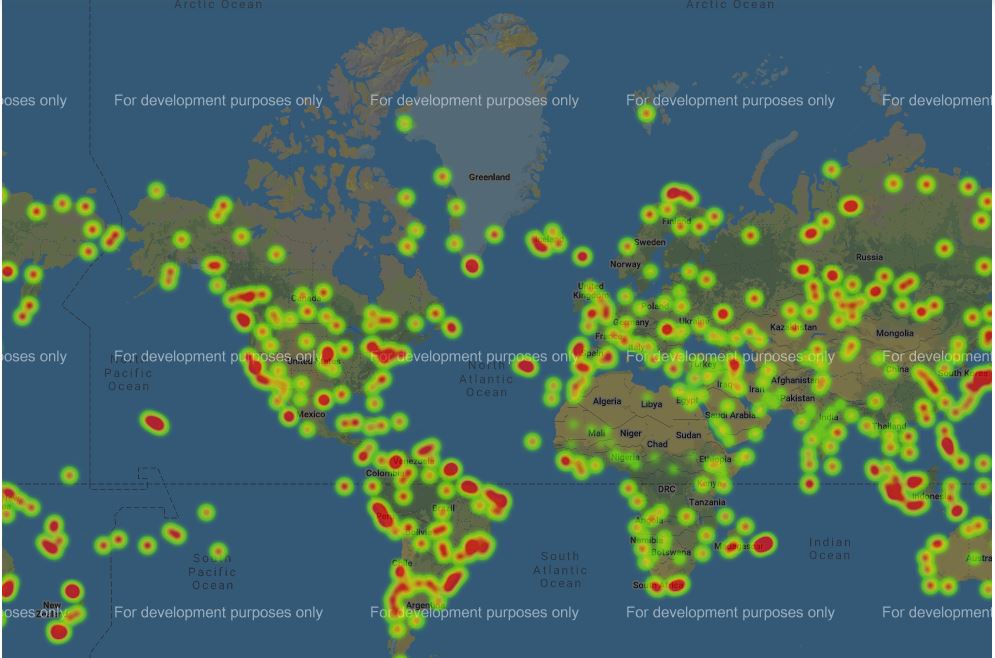 Arctic Ocean
Arctic Ocean
poses only
For development purposes only
For development purposes only
For development purposes only
For development
Greenland
Iceland
Finland
Sweden
Norway
Russia
United
Kingdom
Canada
Poland
Germany
Ukraine
Kazakhstan
Mongolia
France
poses only
For development purposes only
For development purposes only
For development purposes only
For development
United States
Spain
Italy
Turkey
China
South Korea
North
Pacific
Ocean
North
Atlantic
Ocean
Iraq
Iran
Afghanistan
Pakistan
Algeria
Libya
Egypt
Saudi Arabia
Mexico
India
Thailand
Mali
Niger
Chad
Sudan
Nigeria
Ethiopia
Venezuela
Colombia
DRC
Kenya
Indonesia
Tanzania
Brazil
Peru
Angola
Bolivia
Namibia
Botswana
Madagascar
Indian
Ocean
South
Pacific
Ocean
South
Atlantic
Ocean
Chile
Austra
South Africa
Argentina
New
Zealand
poses only
For development purposes only
For development purposes only
For development purposes only
For development